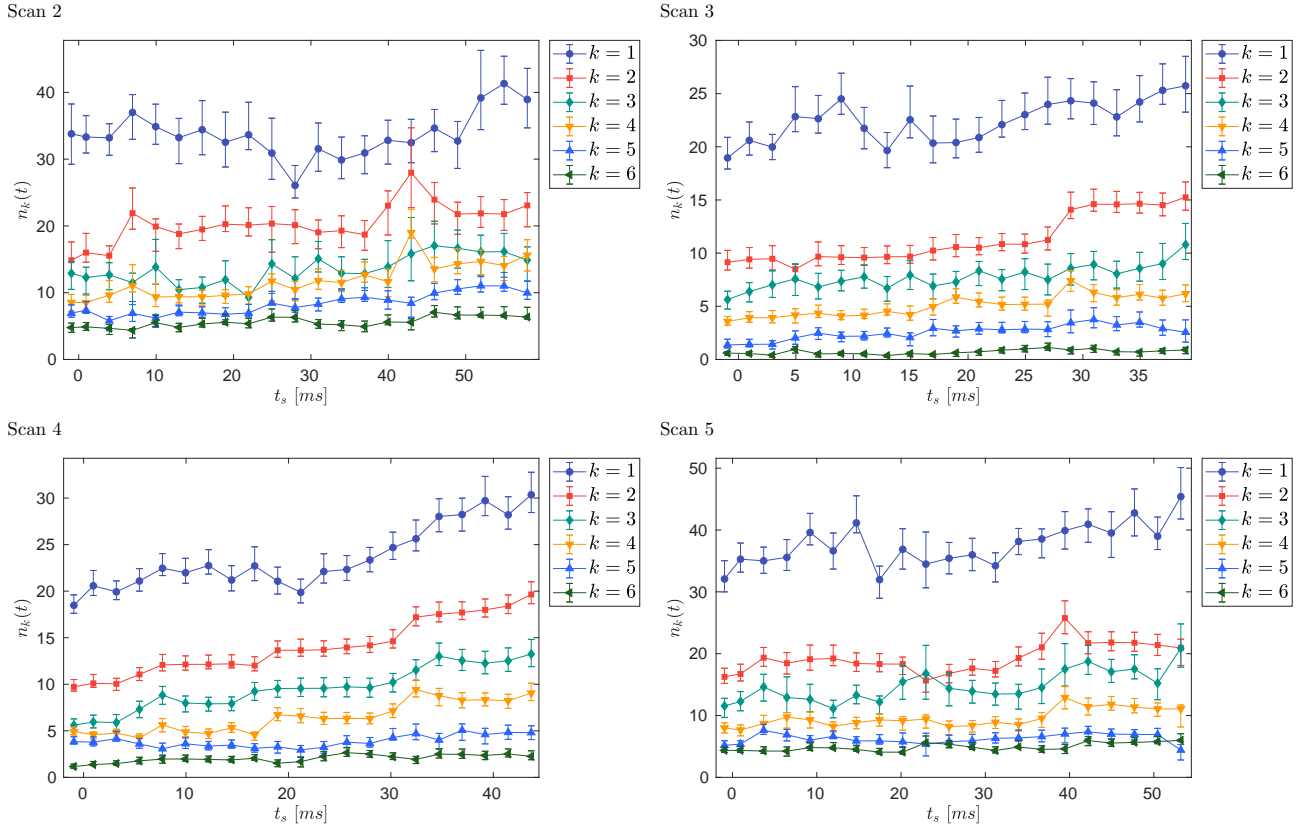 Scan 2
n_k(t)
40
30
20
10
0
0 10 20 30 40 50
t_s [ms]
k = 1
k = 2
k = 3
k = 4
k = 5
k = 6
Scan 3
n_k(t)
30
25
20
15
10
5
0
0 5 10 15 20 25 30 35
t_s [ms]
k = 1
k = 2
k = 3
k = 4
k = 5
k = 6
Scan 4
n_k(t)
30
25
20
15
10
5
0
0 10 20 30 40
t_s [ms]
k = 1
k = 2
k = 3
k = 4
k = 5
k = 6
Scan 5
n_k(t)
50
40
30
20
10
0
0 10 20 30 40 50
t_s [ms]
k = 1
k = 2
k = 3
k = 4
k = 5
k = 6